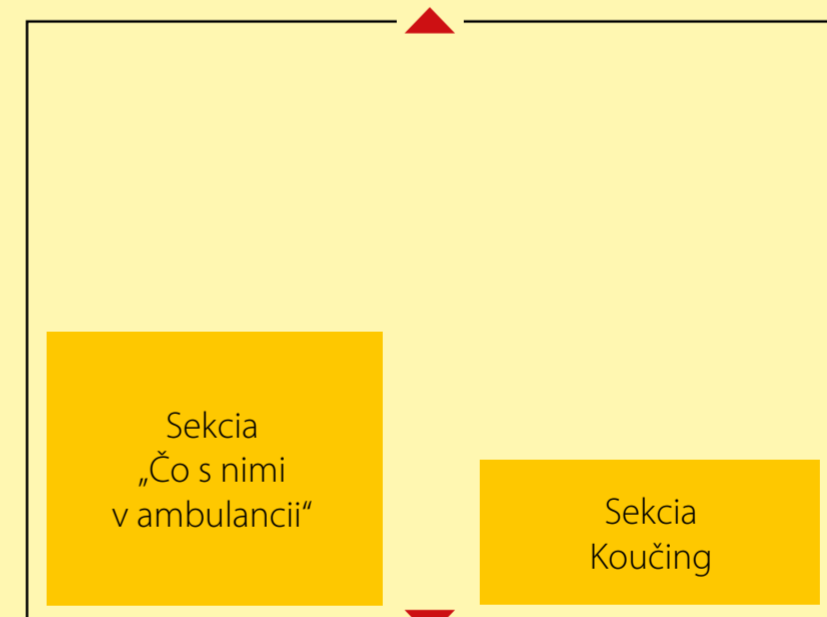 Sekcia
„Čo s nimi
v ambulancii“
Sekcia
Koučing